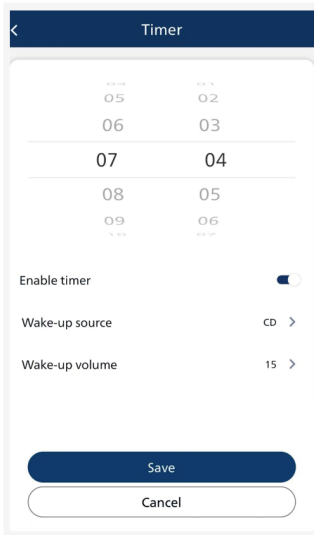 Timer
05 02
06 03
07 04
08 05
09 06
Enable timer
Wake-up source CD
Wake-up volume 15
Save
Cancel